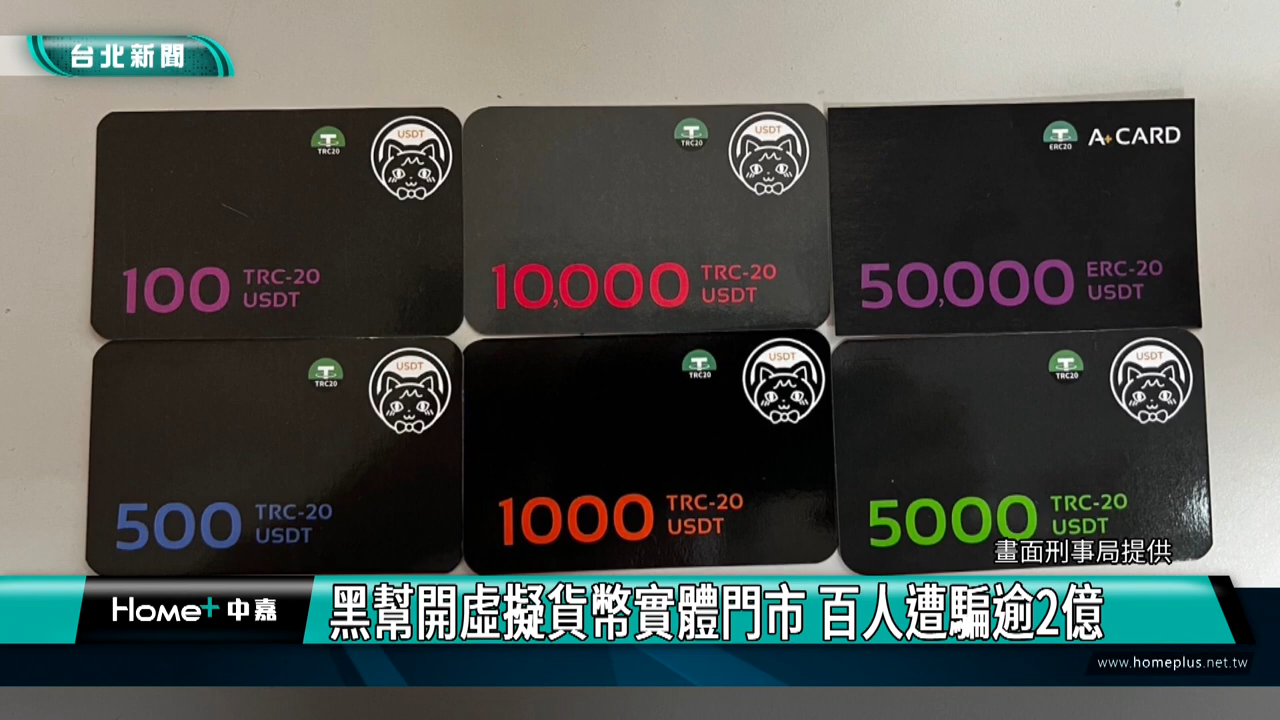 台北新聞
USDT
TRC20
100 TRC-20
USDT
USDT
TRC20
10,000 TRC-20
USDT
ERC20
A+ CARD
50,000 ERC-20
USDT
USDT
TRC20
500 TRC-20
USDT
USDT
TRC20
1000 TRC-20
USDT
USDT
TRC20
5000 TRC-20
USDT
畫面刑事局提供
Home+中嘉
黑幫開虛擬貨幣實體門市 百人遭騙逾2億
www.homeplus.net.tw